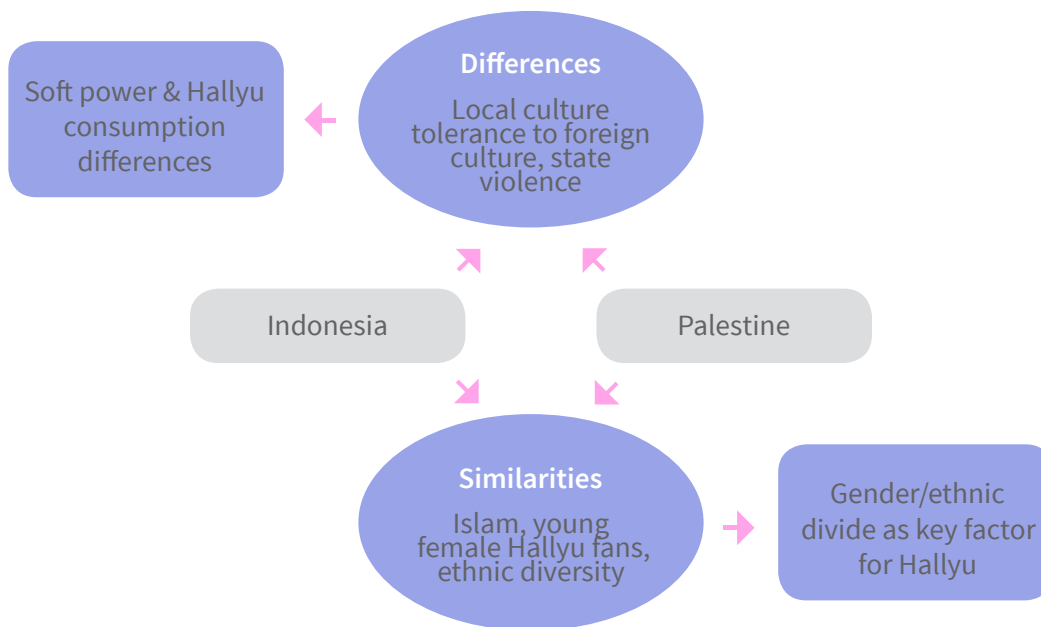 Differences
Local culture
tolerance to foreign
culture, state
violence
Soft power & Hallyu
consumption
differences
Indonesia
Palestine
Similarities
Islam, young
female Hallyu fans,
ethnic diversity
Gender/ethnic
divide as key factor
for Hallyu